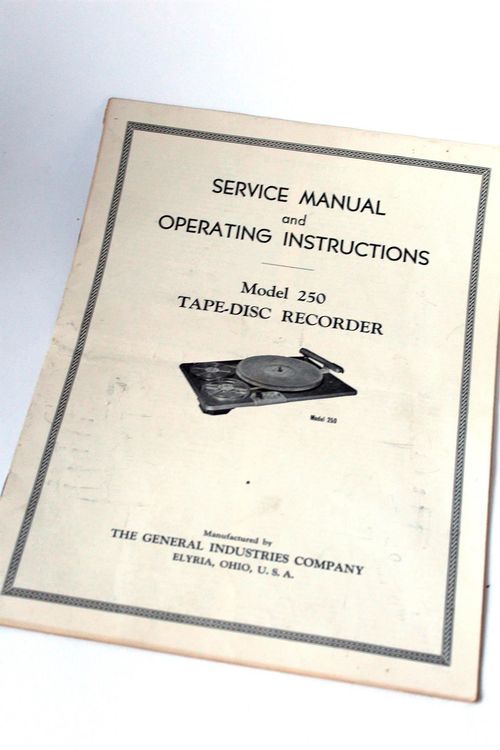 SERVICE MANUAL
and
OPERATING INSTRUCTIONS
Model 250
TAPE-DISC RECORDER
Model 250
Manufactured by
THE GENERAL INDUSTRIES COMPANY
ELYRIA, OHIO, U. S. A.